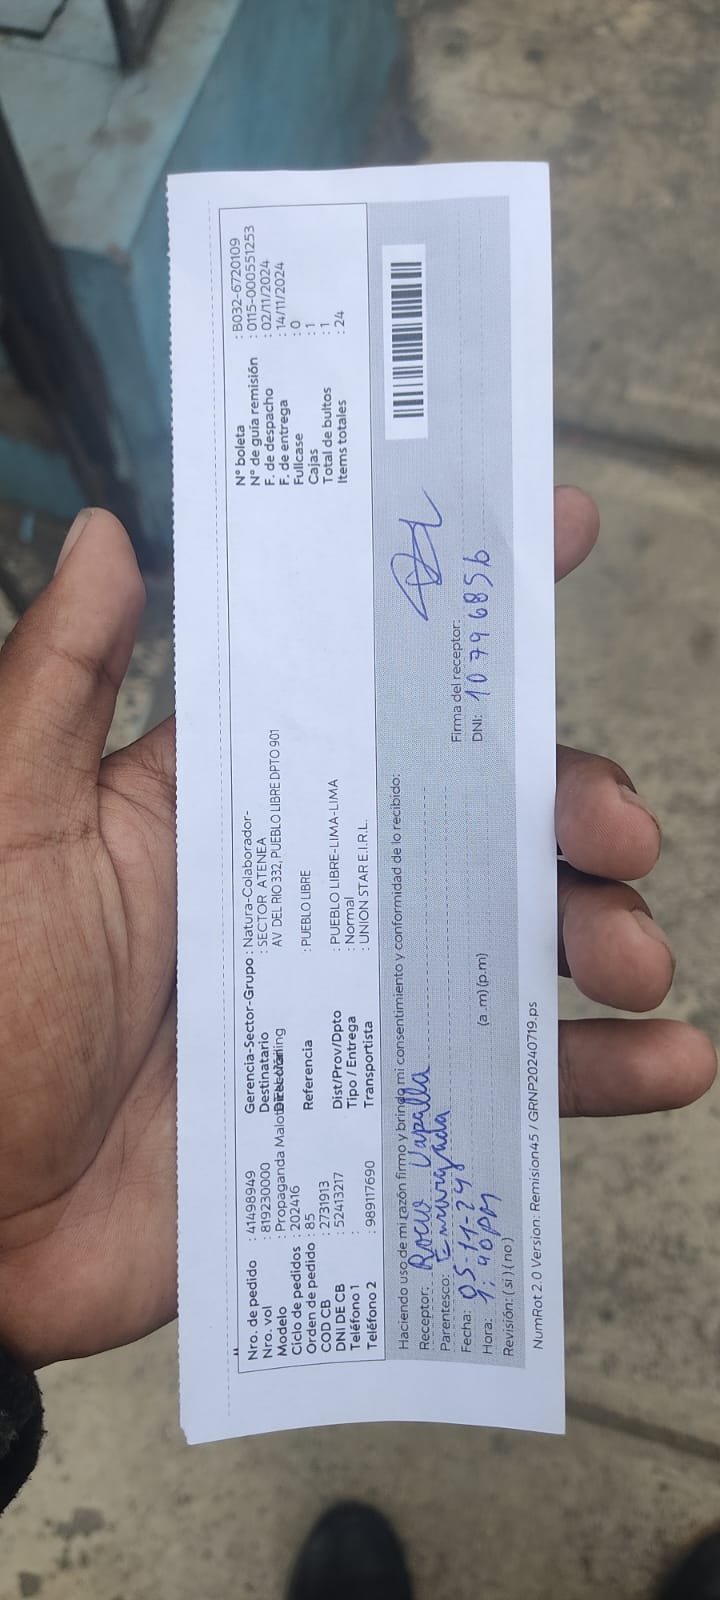 Nro. de pedido : 41498949
Nro. vol : 819230000
Modelo : Propaganda Malote
Ciclo de pedidos : 202416
Orden de pedido : 85
COD CB : 2731913
DNI DE CB : 52413217
Teléfono 1 :
Teléfono 2 : 989117690
Gerencia-Sector-Grupo : Natura-Colaborador-
Destinatario : SECTOR ATENEA
AV DEL RIO 332, PUEBLO LIBRE DPTO 901
Referencia : PUEBLO LIBRE
Dist/Prov/Dpto : PUEBLO LIBRE-LIMA-LIMA
Tipo / Entrega : Normal
Transportista : UNION STAR E.I.R.L.
N° boleta : B032-6720109
N° de guía remisión : 0115-000551253
F. de despacho : 02/11/2024
F. de entrega : 14/11/2024
Fullcase : 0
Cajas : 1
Total de bultos : 1
Items totales : 24
Haciendo uso de mi razón firmo y brindo mi consentimiento y conformidad de lo recibido:
Receptor: Rocio
Parentesco: Encargada
Fecha: 05-11-24
Hora: 1:40PM (a .m) (p.m)
Revisión: ( si ) ( no )
Firma del receptor:
DNI: 10796856
NumRot 2.0 Version: Remision45 / GRNP20240719.ps